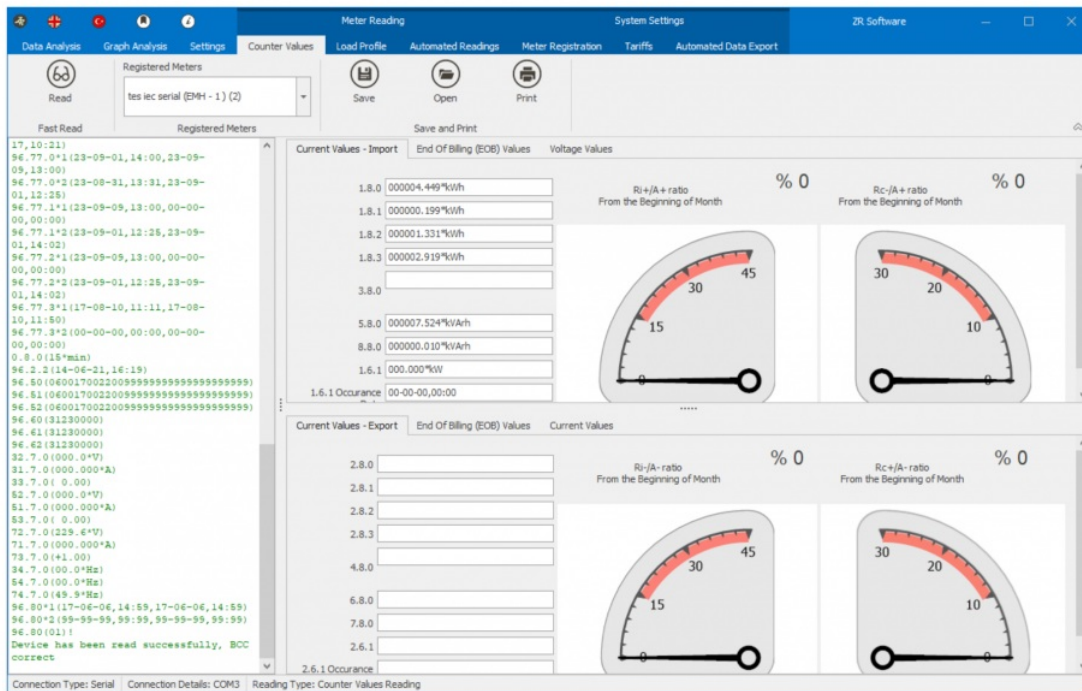 Meter Reading System Settings ZR Software
Data Analysis Graph Analysis Settings Counter Values Load Profile Automated Readings Meter Registration Tariffs Automated Data Export
Read
Fast Read
Registered Meters
tes iec serial (EMH - 1 ) (2)
Registered Meters
Save Open Print
Save and Print
17,10:21)
96.77.0*1(23-09-01,14:00,23-09-
09,13:00)
96.77.0*2(23-08-31,13:31,23-09-
01,12:25)
96.77.1*1(23-09-09,13:00,00-00-
00,00:00)
96.77.1*2(23-09-01,12:25,23-09-
01,14:02)
96.77.2*1(23-09-09,13:00,00-00-
00,00:00)
96.77.2*2(23-09-01,12:25,23-09-
01,14:02)
96.77.3*1(17-08-10,11:11,17-08-
10,11:50)
96.77.3*2(00-00-00,00:00,00-00-
00,00:00)
0.8.0(15*min)
96.2.2(14-06-21,16:19)
96.60(31230000)
96.61(31230000)
96.62(31230000)
32.7.0(000.0*V)
31.7.0(000.000*A)
33.7.0( 0.00)
52.7.0(000.0*V)
51.7.0(000.000*A)
53.7.0( 0.00)
72.7.0(229.6*V)
71.7.0(000.000*A)
73.7.0(+1.00)
34.7.0(00.0*Hz)
54.7.0(00.0*Hz)
74.7.0(49.9*Hz)
96.80*1(17-06-06,14:59,17-06-06,14:59)
96.80*2(99-99-99,99:99,99-99-99,99:99)
96.80(01)!
Device has been read successfully, BCC
correct
Current Values - Import End Of Billing (EOB) Values Voltage Values
1.8.0 000004.449*kWh
1.8.1 000000.199*kWh
1.8.2 000001.331*kWh
1.8.3 000002.919*kWh
3.8.0
5.8.0 000007.524*kVArh
8.8.0 000000.010*kVArh
1.6.1 000.000*kW
1.6.1 Occurance 00-00-00,00:00
% 0
Ri+/A+ ratio
From the Beginning of Month
0 15 30 45
% 0
Rc-/A+ ratio
From the Beginning of Month
30 20 10 0
Current Values - Export End Of Billing (EOB) Values Current Values
2.8.0
2.8.1
2.8.2
2.8.3
4.8.0
6.8.0
7.8.0
2.6.1
2.6.1 Occurance
% 0
Ri-/A- ratio
From the Beginning of Month
0 15 30 45
% 0
Rc+/A- ratio
From the Beginning of Month
30 20 10 0
Connection Type: Serial Connection Details: COM3 Reading Type: Counter Values Reading